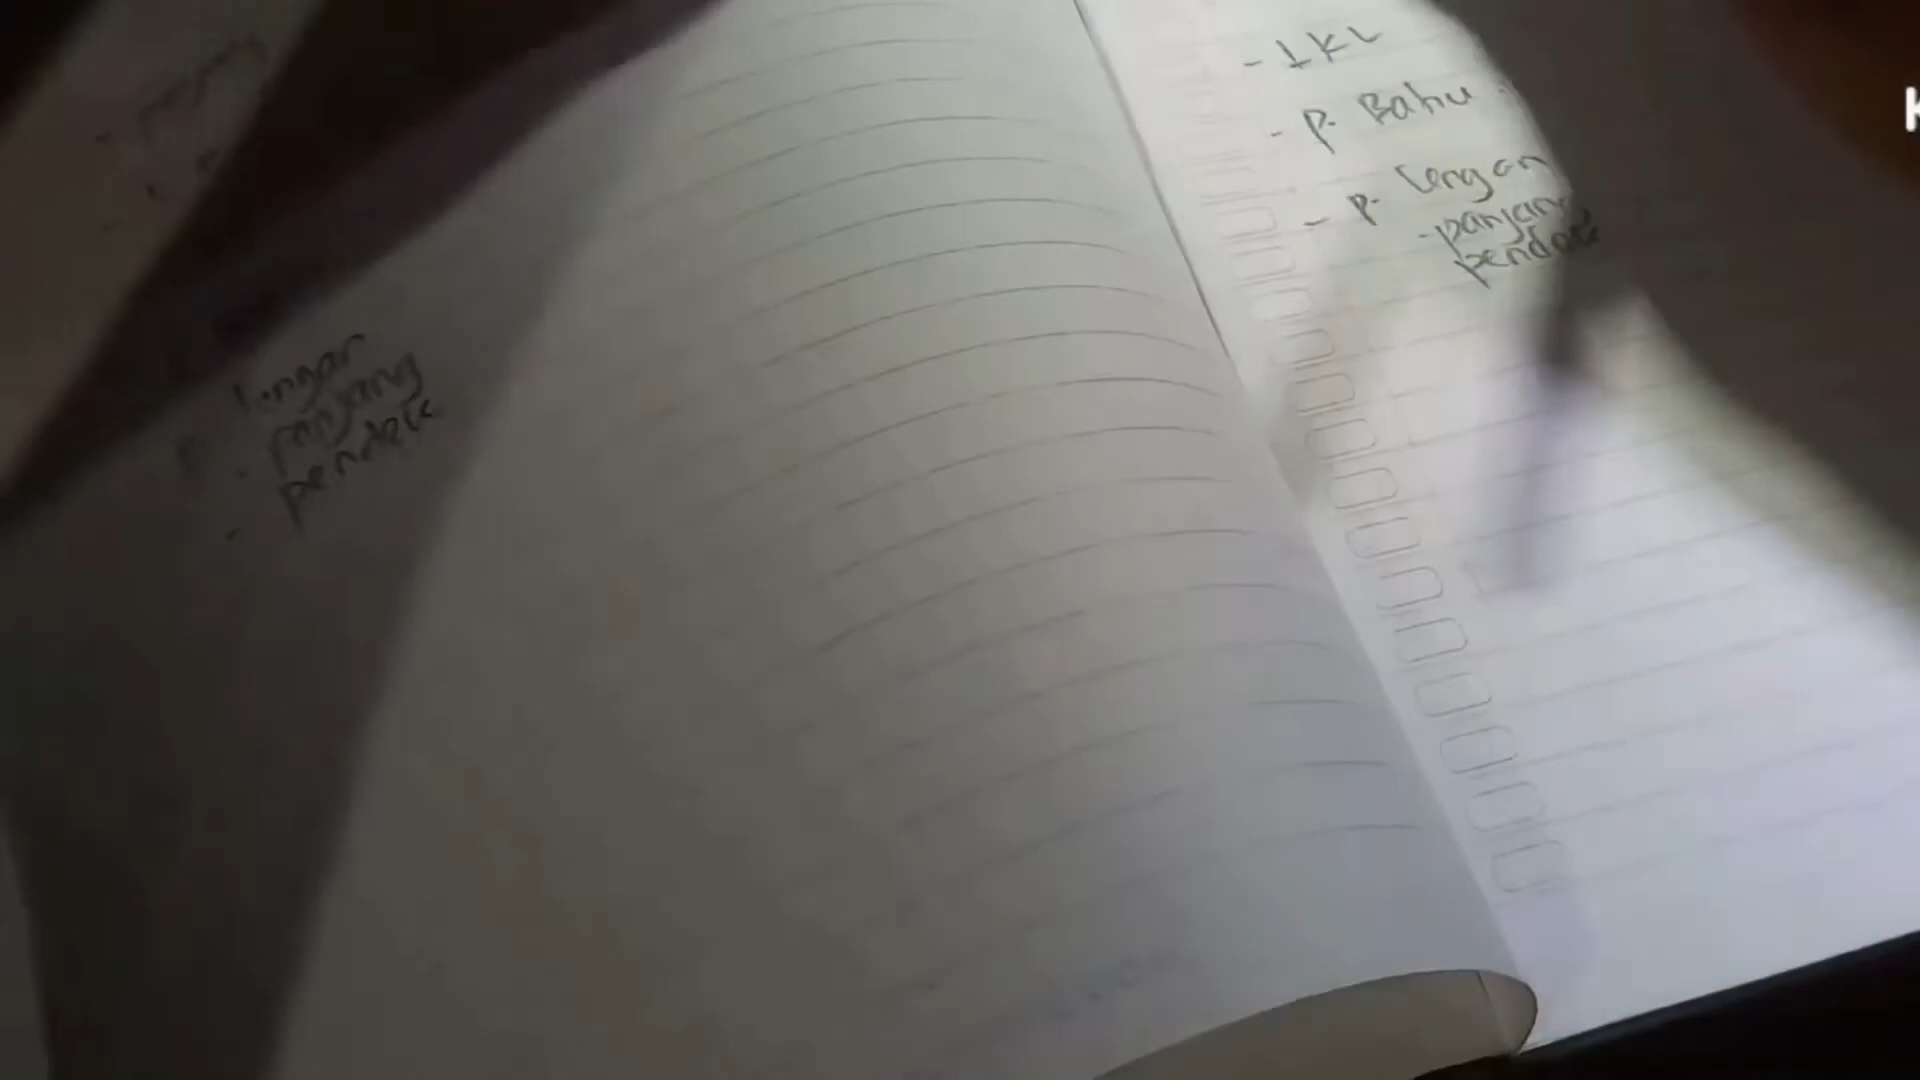 - LKL
- P. Bahu :
- P. lengan
- panjang
pendek
lengan
- panjang
pendek
-
K